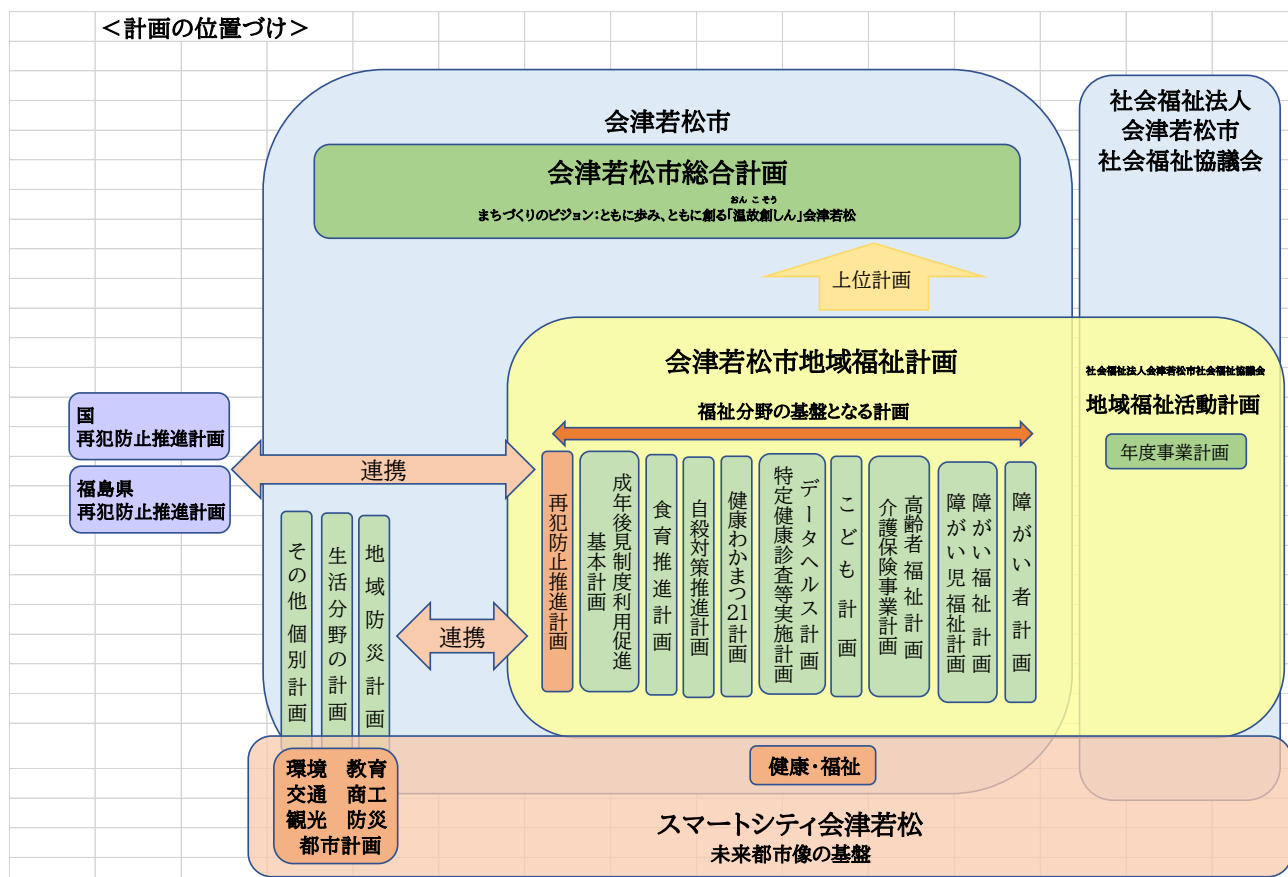 ＜計画の位置づけ＞
会津若松市
会津若松市総合計画
おん こ そう
まちづくりのビジョン：ともに歩み、ともに創る「温故創しん」会津若松
上位計画
社会福祉法人
会津若松市
社会福祉協議会
会津若松市地域福祉計画
福祉分野の基盤となる計画
社会福祉法人会津若松市社会福祉協議会
地域福祉活動計画
年度事業計画
国
再犯防止推進計画
福島県
再犯防止推進計画
連携
再犯防止推進計画
成年後見制度利用促進
基本計画
食育推進計画
自殺対策推進計画
健康わかまつ21計画
データヘルス計画
特定健康診査等実施計画
こども計画
高齢者福祉計画
介護保険事業計画
障がい福祉計画
障がい児福祉計画
障がい者計画
その他個別計画
生活分野の計画
地域防災計画
連携
環境　教育
交通　商工
観光　防災
都市計画
健康・福祉
スマートシティ会津若松
未来都市像の基盤